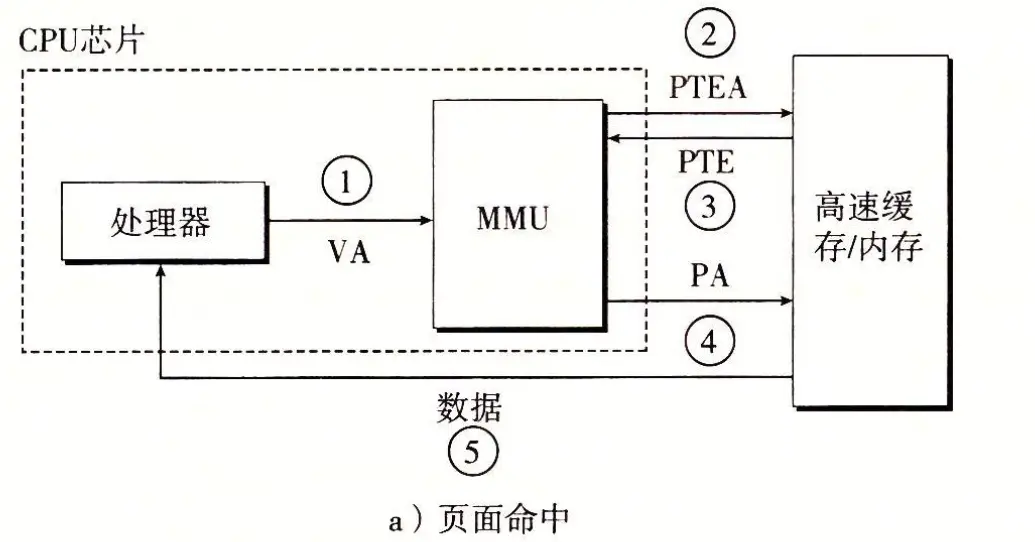 CPU芯片
②
PTEA
①
PTE
③
处理器
MMU
高速缓
存/内存
VA
PA
④
数据
⑤
a）页面命中